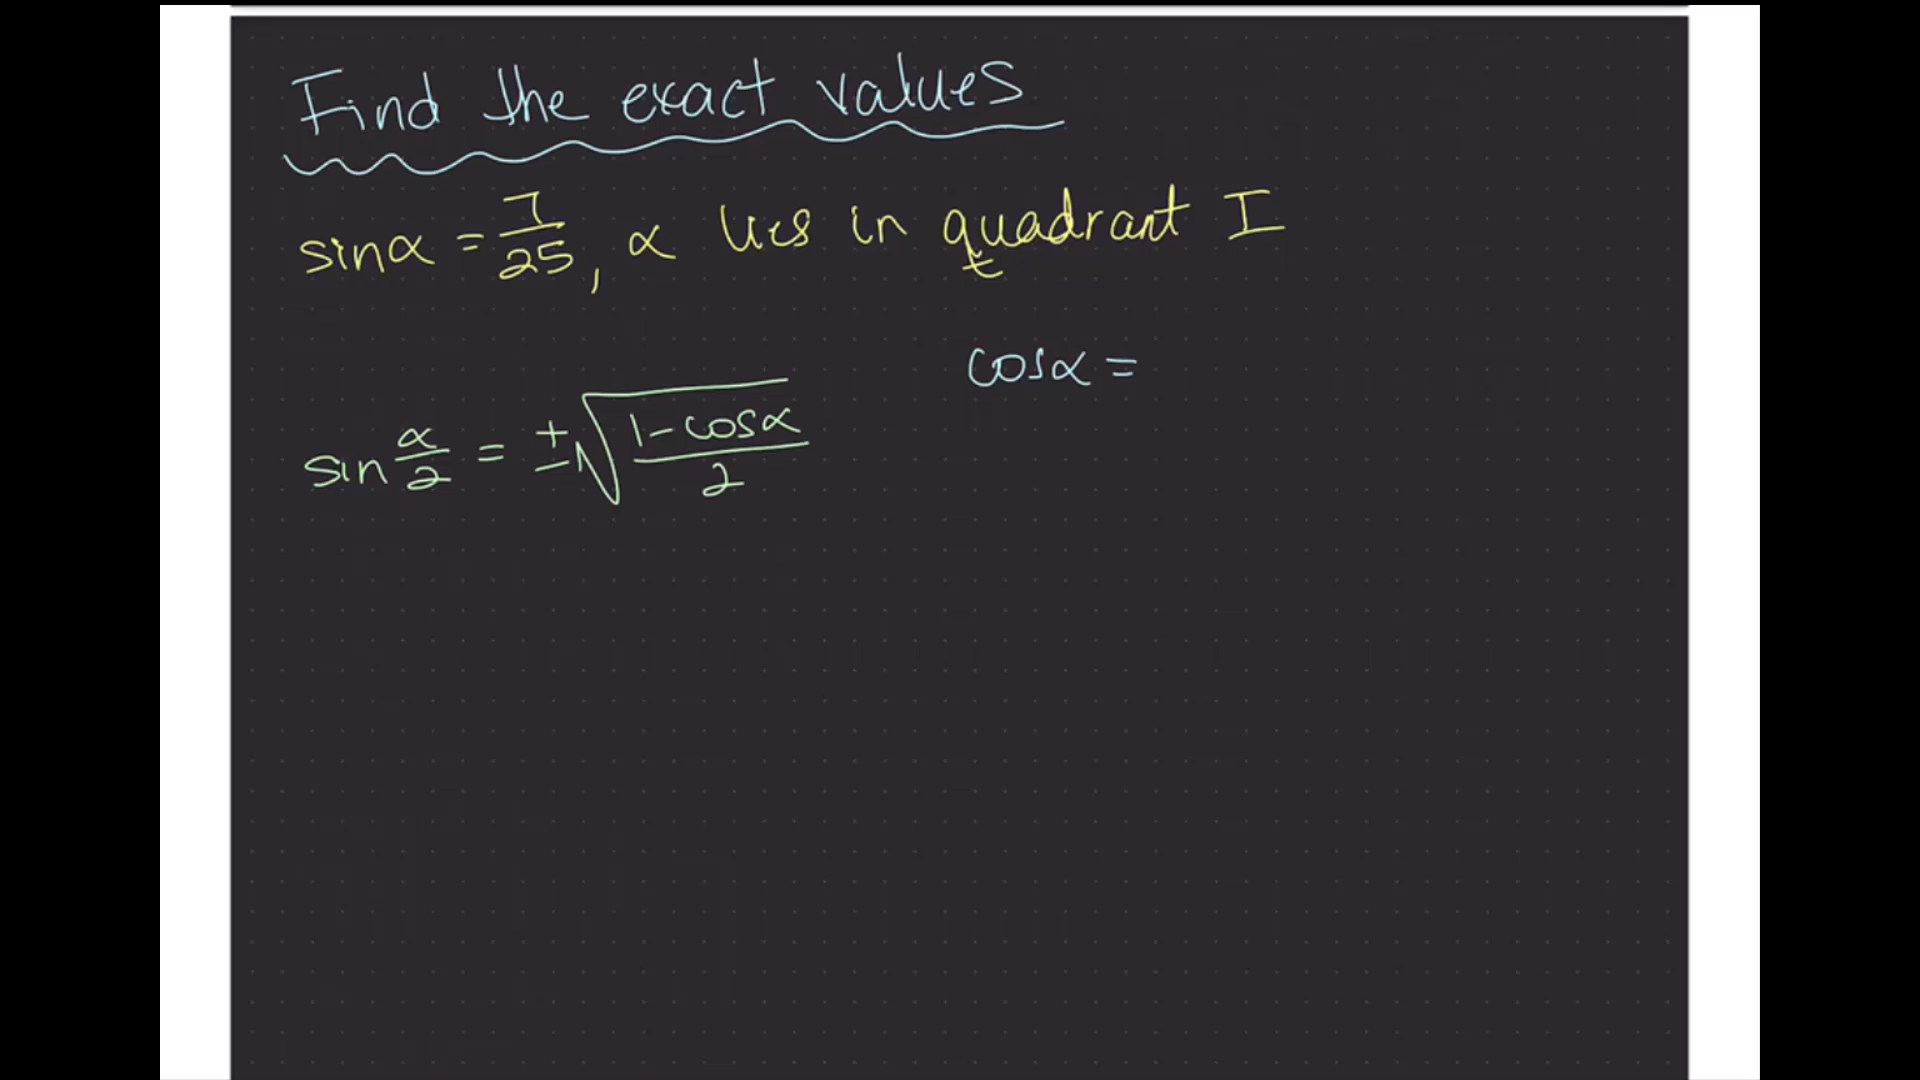 Find the exact values
sinα = 7/25, α lies in quadrant I
cosα =
sin α/2 = ±√(1-cosα)/2